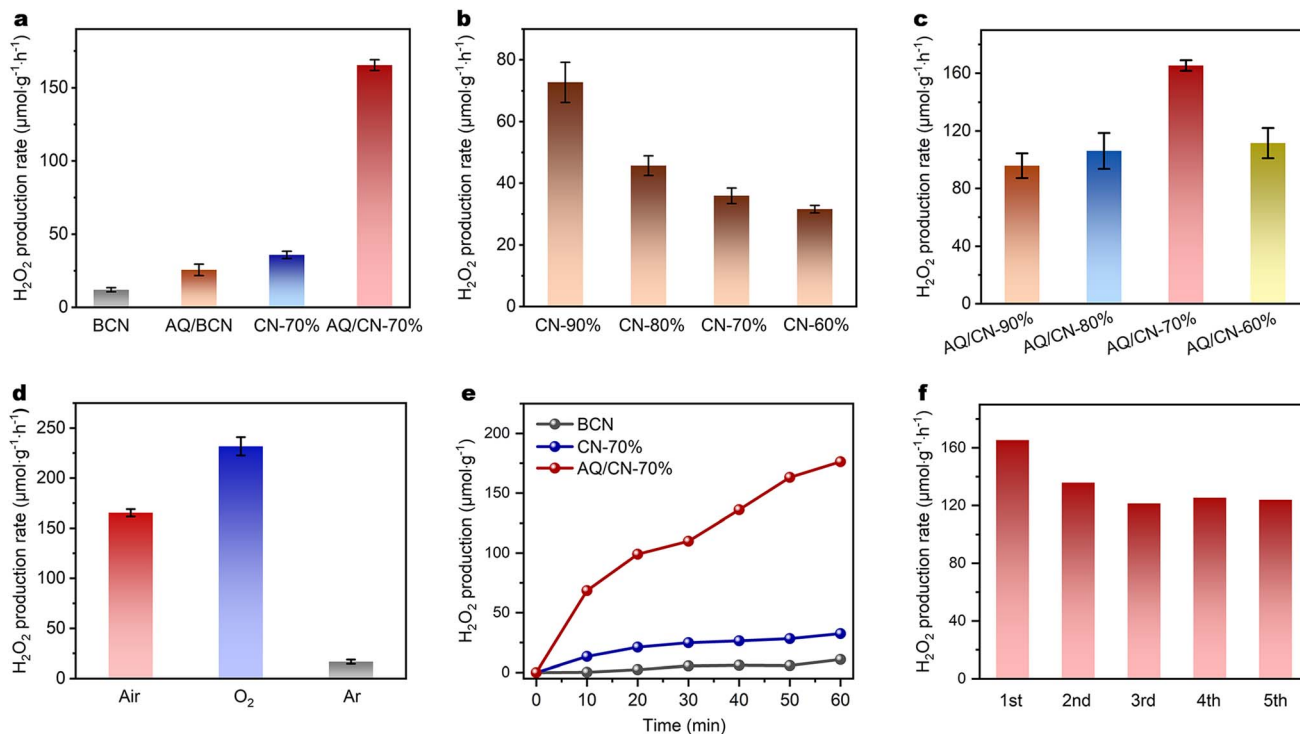 a
H₂O₂ production rate (μmol·g⁻¹·h⁻¹)
150
100
50
0
BCN AQ/BCN CN-70% AQ/CN-70%
b
H₂O₂ production rate (μmol·g⁻¹·h⁻¹)
80
60
40
20
0
CN-90% CN-80% CN-70% CN-60%
c
H₂O₂ production rate (μmol·g⁻¹·h⁻¹)
160
120
80
40
0
AQ/CN-90% AQ/CN-80% AQ/CN-70% AQ/CN-60%
d
H₂O₂ production rate (μmol·g⁻¹·h⁻¹)
250
200
150
100
50
0
Air O₂ Ar
e
H₂O₂ production (μmol·g⁻¹)
200
150
100
50
0
BCN
CN-70%
AQ/CN-70%
0 10 20 30 40 50 60
Time (min)
f
H₂O₂ production rate (μmol·g⁻¹·h⁻¹)
160
120
80
40
0
1st 2nd 3rd 4th 5th